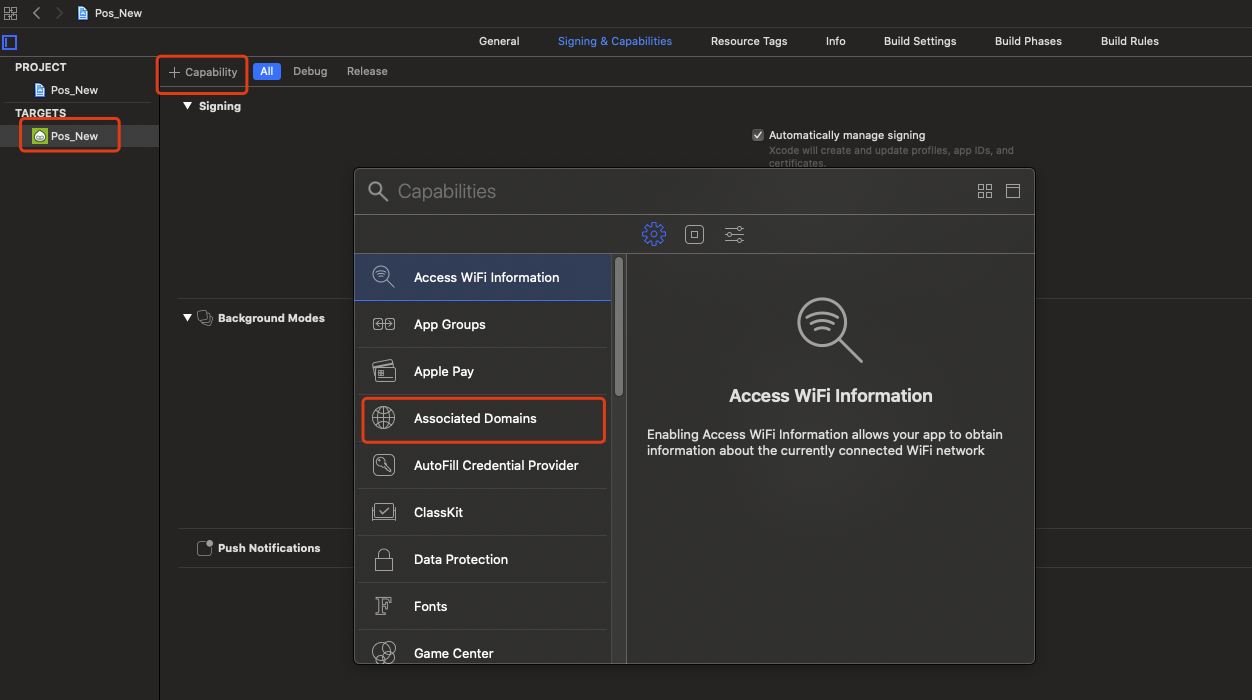 Pos_New
General
Signing & Capabilities
Resource Tags
Info
Build Settings
Build Phases
Build Rules
PROJECT
Pos_New
TARGETS
Pos_New
+ Capability
All
Debug
Release
Signing
Automatically manage signing
Xcode will create and update profiles, app IDs, and
certificates.
Background Modes
Push Notifications
Capabilities
Access WiFi Information
App Groups
Apple Pay
Associated Domains
AutoFill Credential Provider
ClassKit
Data Protection
Fonts
Game Center
Access WiFi Information
Enabling Access WiFi Information allows your app to obtain
information about the currently connected WiFi network